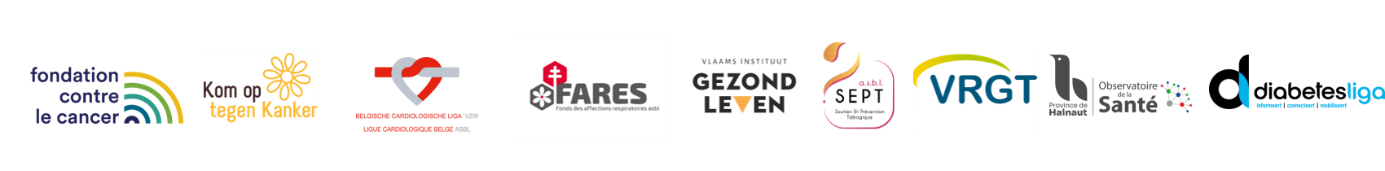 fondation
contre
le cancer
Kom op
tegen Kanker
BELGISCHE CARDIOLOGISCHE LIGA VZW
LIGUE CARDIOLOGIQUE BELGE ASBL
FARES
Fonds des affections respiratoires asbl
VLAAMS INSTITUUT
GEZOND
LEVEN
a.s.b.l.
SEPT
Soutien Et Prévention
Tabagique
VRGT
Province de
Hainaut
Observatoire
de la
Santé
diabetesliga
informeert | connecteert | mobiliseert